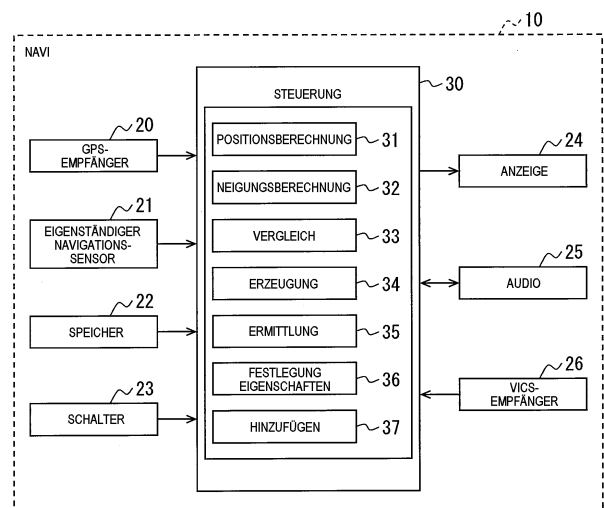 10
NAVI
STEUERUNG
30
20
GPS-
EMPFÄNGER
21
EIGENSTÄNDIGER
NAVIGATIONS-
SENSOR
22
SPEICHER
23
SCHALTER
POSITIONSBERECHNUNG
31
NEIGUNGSBERECHNUNG
32
VERGLEICH
33
ERZEUGUNG
34
ERMITTLUNG
35
FESTLEGUNG
EIGENSCHAFTEN
36
HINZUFÜGEN
37
24
ANZEIGE
25
AUDIO
26
VICS-
EMPFÄNGER